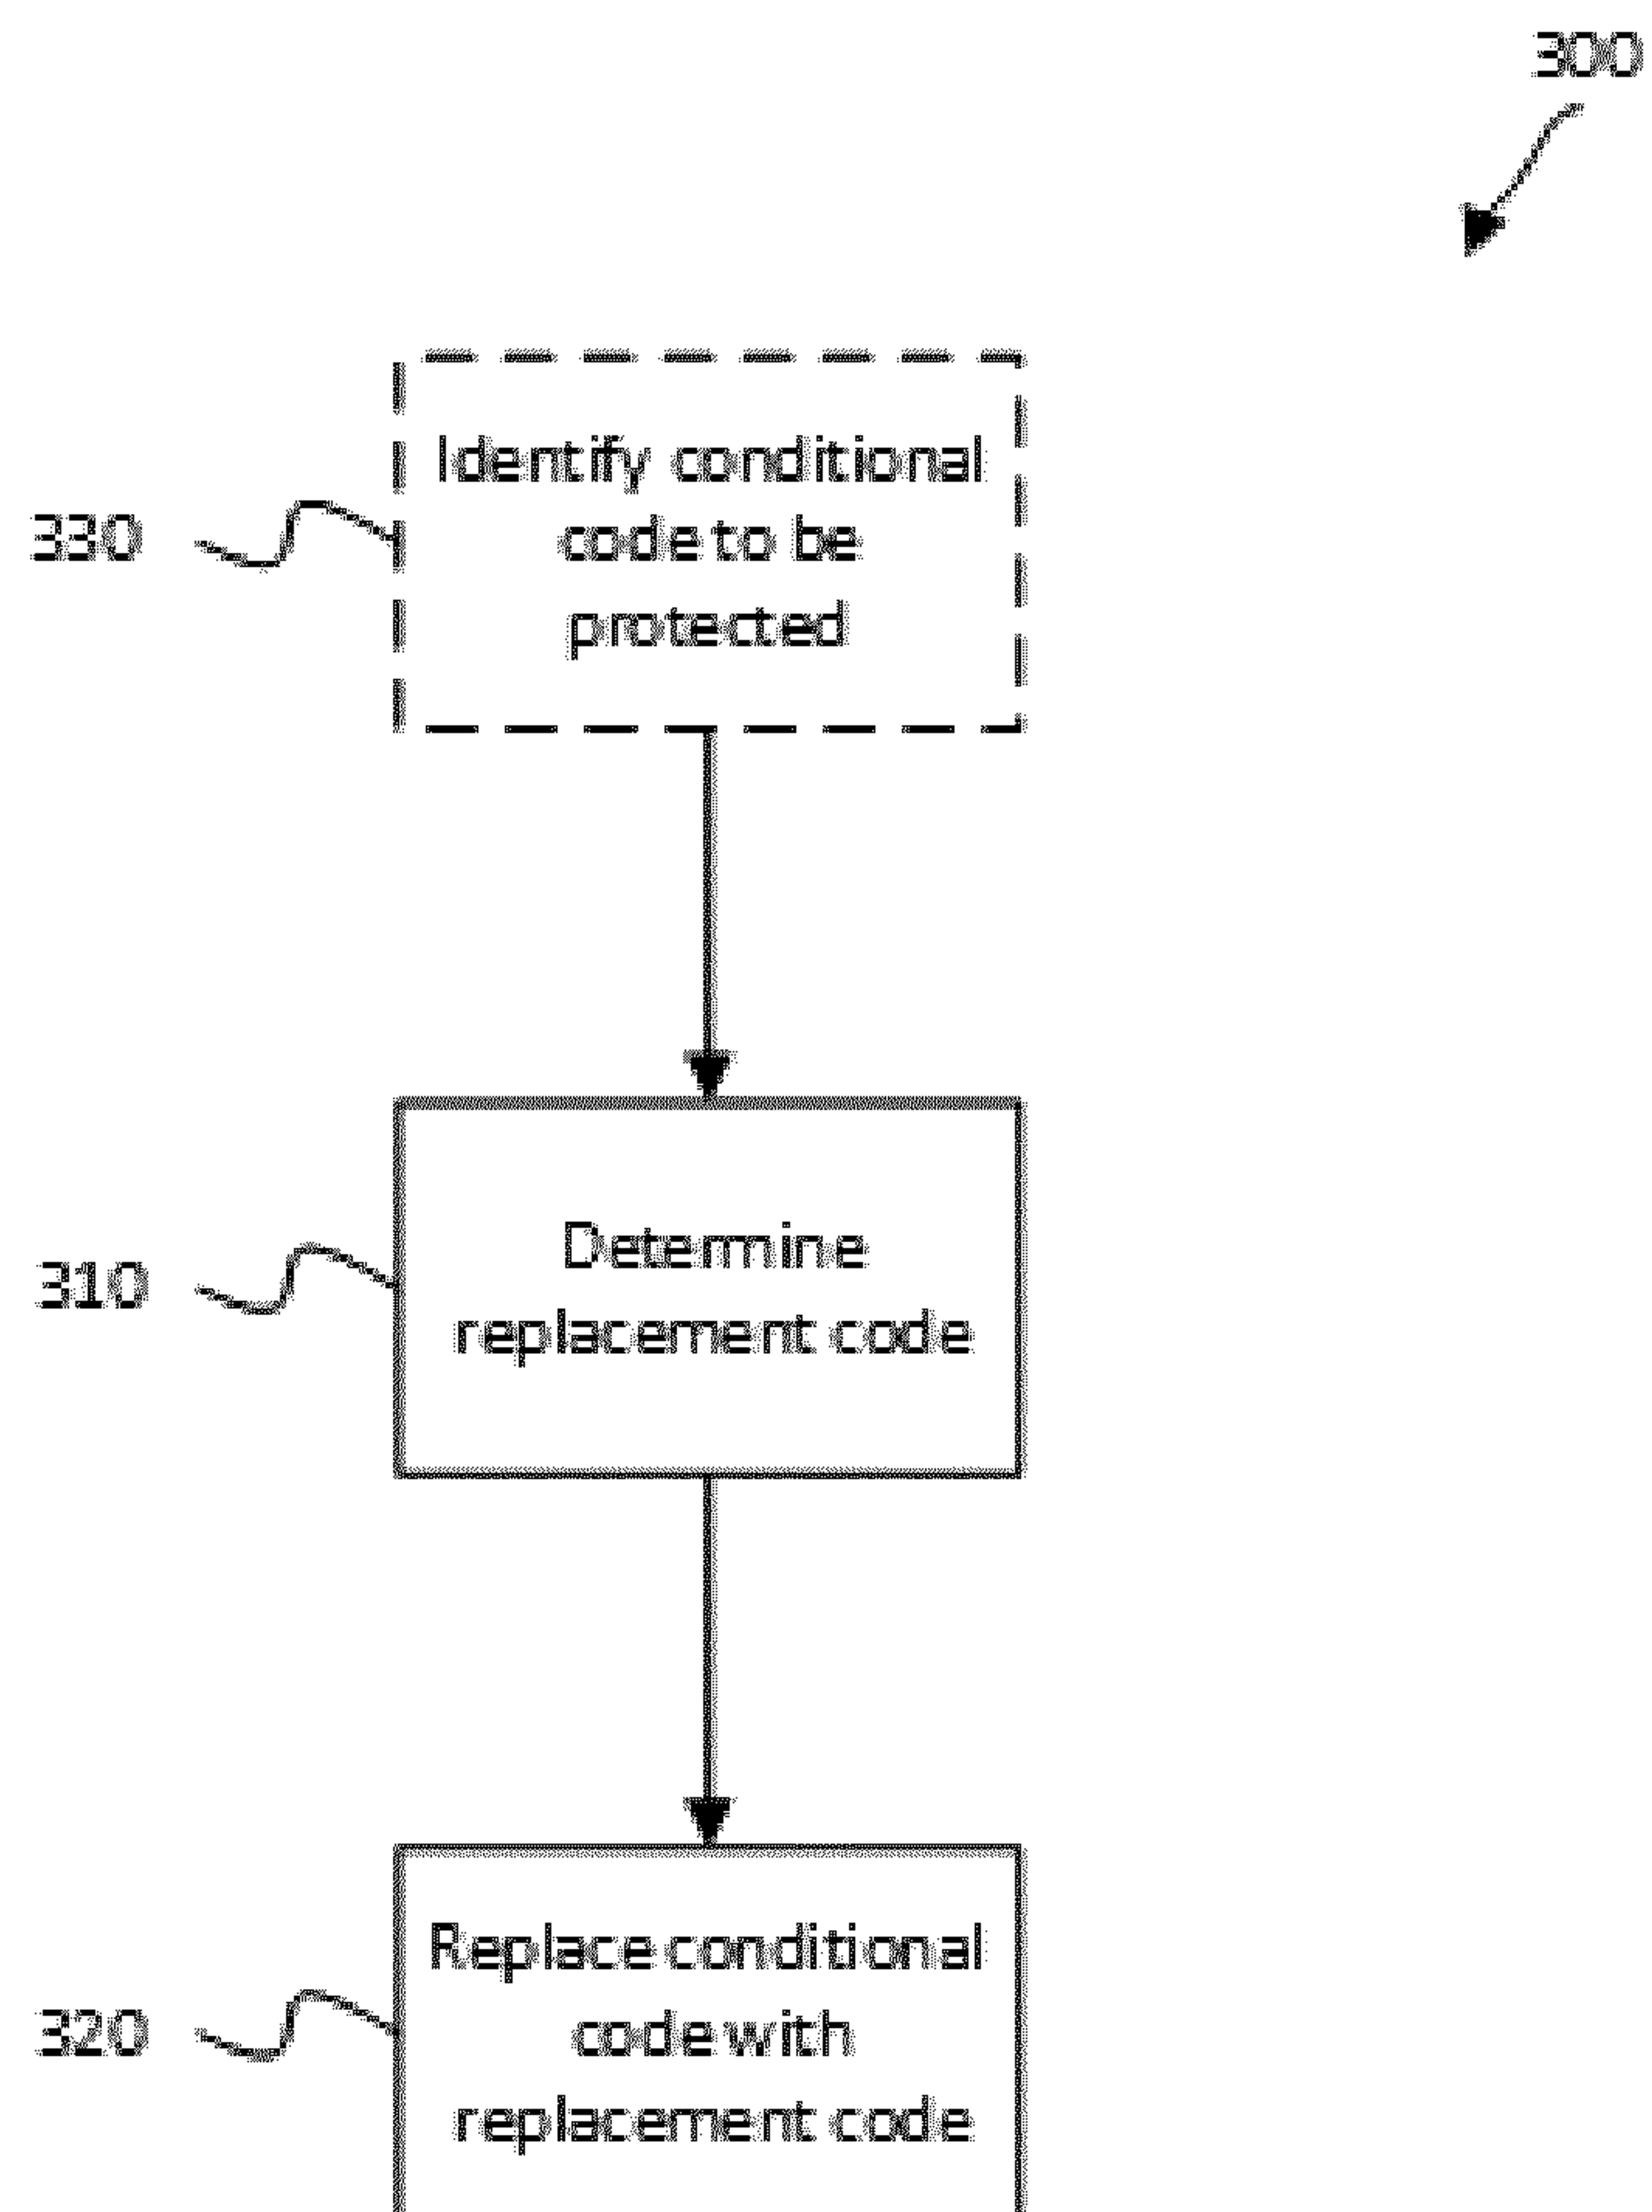 300
Identify conditional
code to be
protected
330
Determine
replacement code
310
Replace conditional
code with
replacement code
320